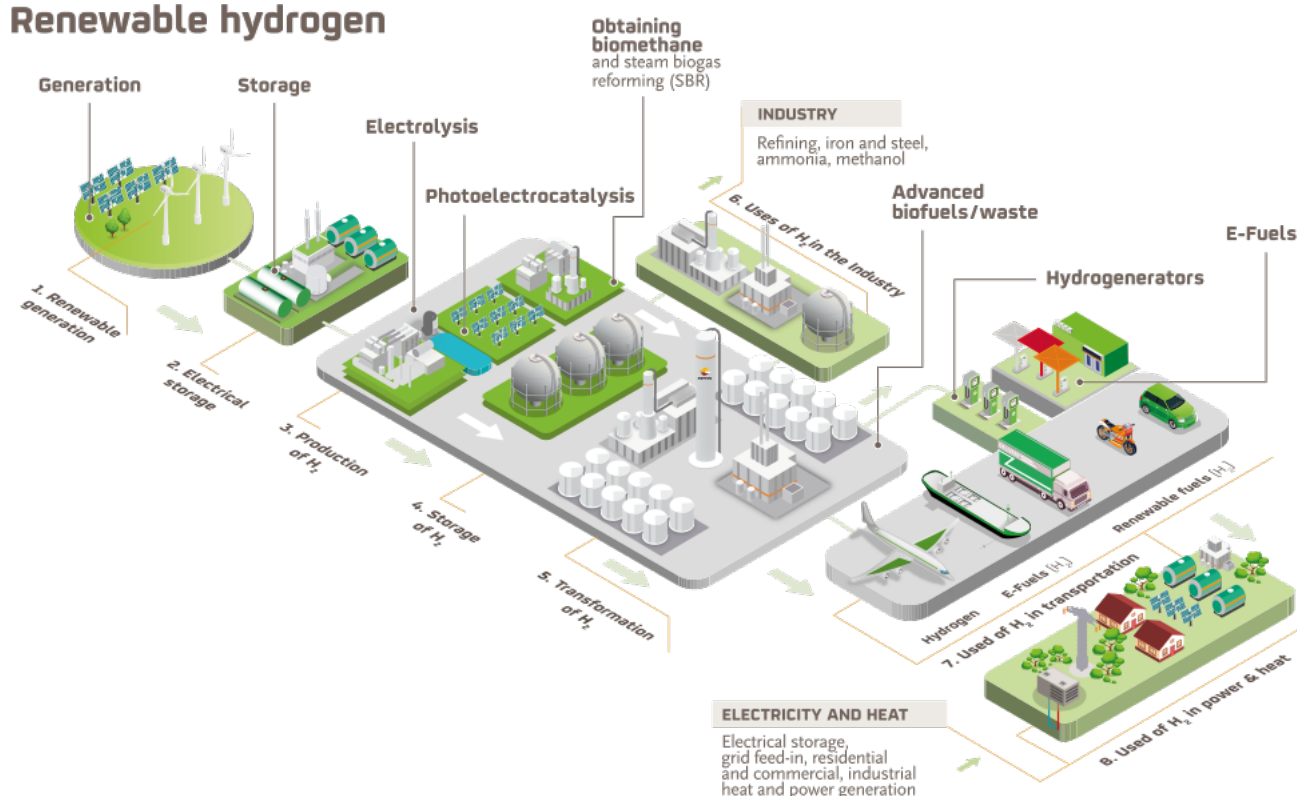 Renewable hydrogen
Generation
Storage
Electrolysis
Photoelectrocatalysis
Obtaining
biomethane
and steam biogas
reforming (SBR)
INDUSTRY
Refining, iron and steel,
ammonia, methanol
Advanced
biofuels/waste
E-Fuels
Hydrogenerators
1. Renewable
generation
2. Electrical
storage
3. Production
of H₂
4. Storage
of H₂
5. Transformation
of H₂
6. Uses of H₂ in the Industry
Hydrogen
E-Fuels (H₂)
Renewable fuels (H₂)
7. Used of H₂ in transportation
8. Used of H₂ in power & heat
ELECTRICITY AND HEAT
Electrical storage,
grid feed-in, residential
and commercial, industrial
heat and power generation